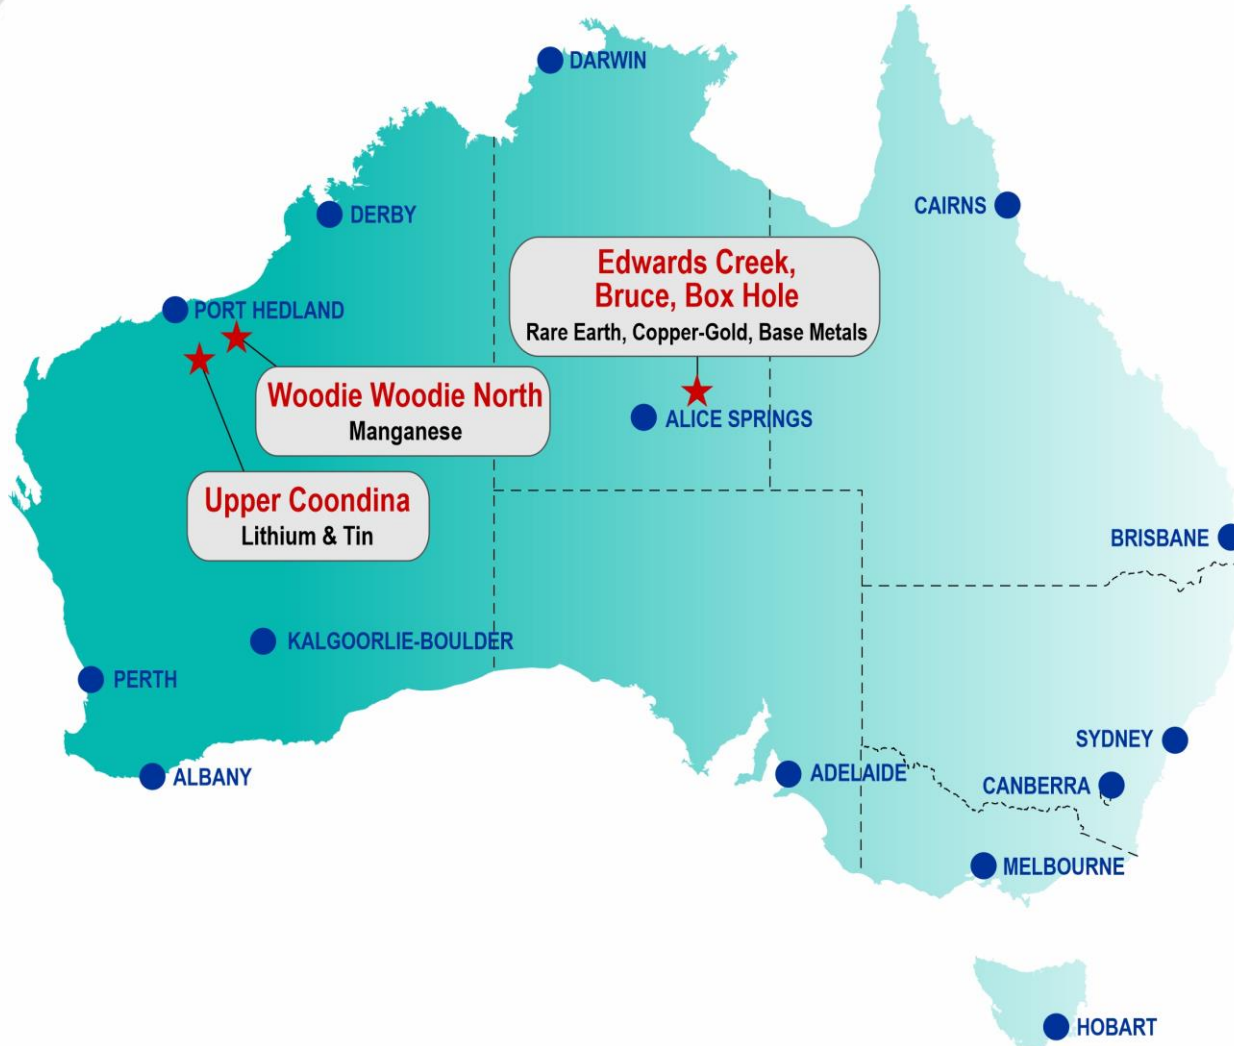 DARWIN
DERBY
CAIRNS
Edwards Creek,
Bruce, Box Hole
Rare Earth, Copper-Gold, Base Metals
PORT HEDLAND
Woodie Woodie North
Manganese
ALICE SPRINGS
Upper Coondina
Lithium & Tin
BRISBANE
KALGOORLIE-BOULDER
PERTH
SYDNEY
ALBANY
ADELAIDE
CANBERRA
MELBOURNE
HOBART